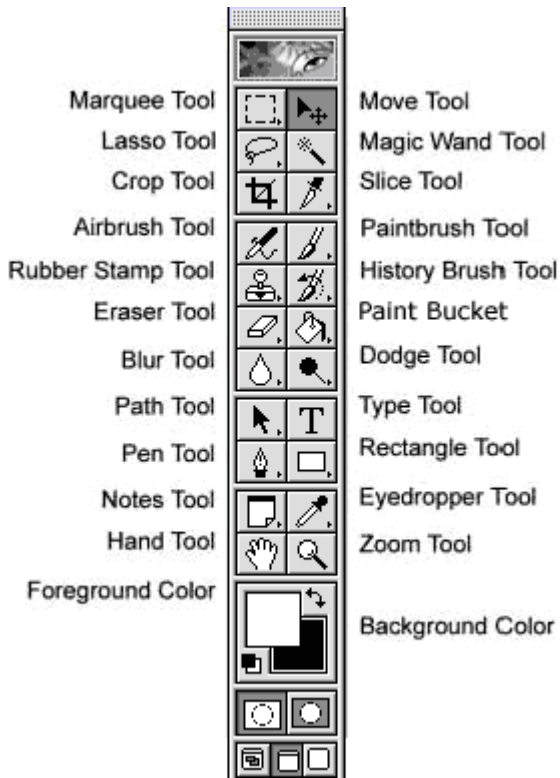 Marquee Tool
Move Tool
Lasso Tool
Magic Wand Tool
Crop Tool
Slice Tool
Airbrush Tool
Paintbrush Tool
Rubber Stamp Tool
History Brush Tool
Eraser Tool
Paint Bucket
Blur Tool
Dodge Tool
Path Tool
T
Type Tool
Pen Tool
Rectangle Tool
Notes Tool
Eyedropper Tool
Hand Tool
Zoom Tool
Foreground Color
Background Color